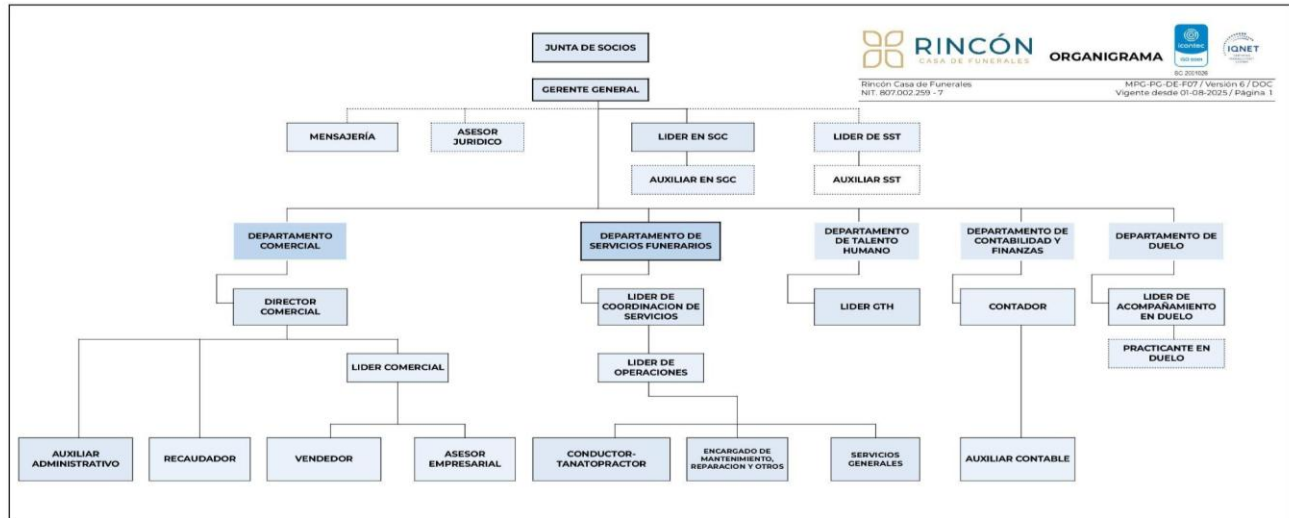 RINCÓN
CASA DE FUNERALES
ORGANIGRAMA
icontec
IQNET
Rincón Casa de Funerales
NIT. 807.002.259 - 7
MPG-PG-DE-F07 / Versión 6 / DOC
Vigente desde 01-08-2025 / Página 1
JUNTA DE SOCIOS
GERENTE GENERAL
MENSAJERÍA
ASESOR
JURIDICO
LIDER EN SGC
LIDER DE SST
AUXILIAR EN SGC
AUXILIAR SST
DEPARTAMENTO
COMERCIAL
DEPARTAMENTO DE
SERVICIOS FUNERARIOS
DEPARTAMENTO
DE TALENTO
HUMANO
DEPARTAMENTO DE
CONTABILIDAD Y
FINANZAS
DEPARTAMENTO DE
DUELO
DIRECTOR
COMERCIAL
LIDER DE
COORDINACION DE
SERVICIOS
LIDER GTH
CONTADOR
LIDER DE
ACOMPAÑAMIENTO
EN DUELO
PRACTICANTE EN
DUELO
LIDER COMERCIAL
LIDER DE
OPERACIONES
AUXILIAR
ADMINISTRATIVO
RECAUDADOR
VENDEDOR
ASESOR
EMPRESARIAL
CONDUCTOR-
TANATOPRACTOR
ENCARGADO DE
MANTENIMIENTO,
REPARACION Y OTROS
SERVICIOS
GENERALES
AUXILIAR CONTABLE